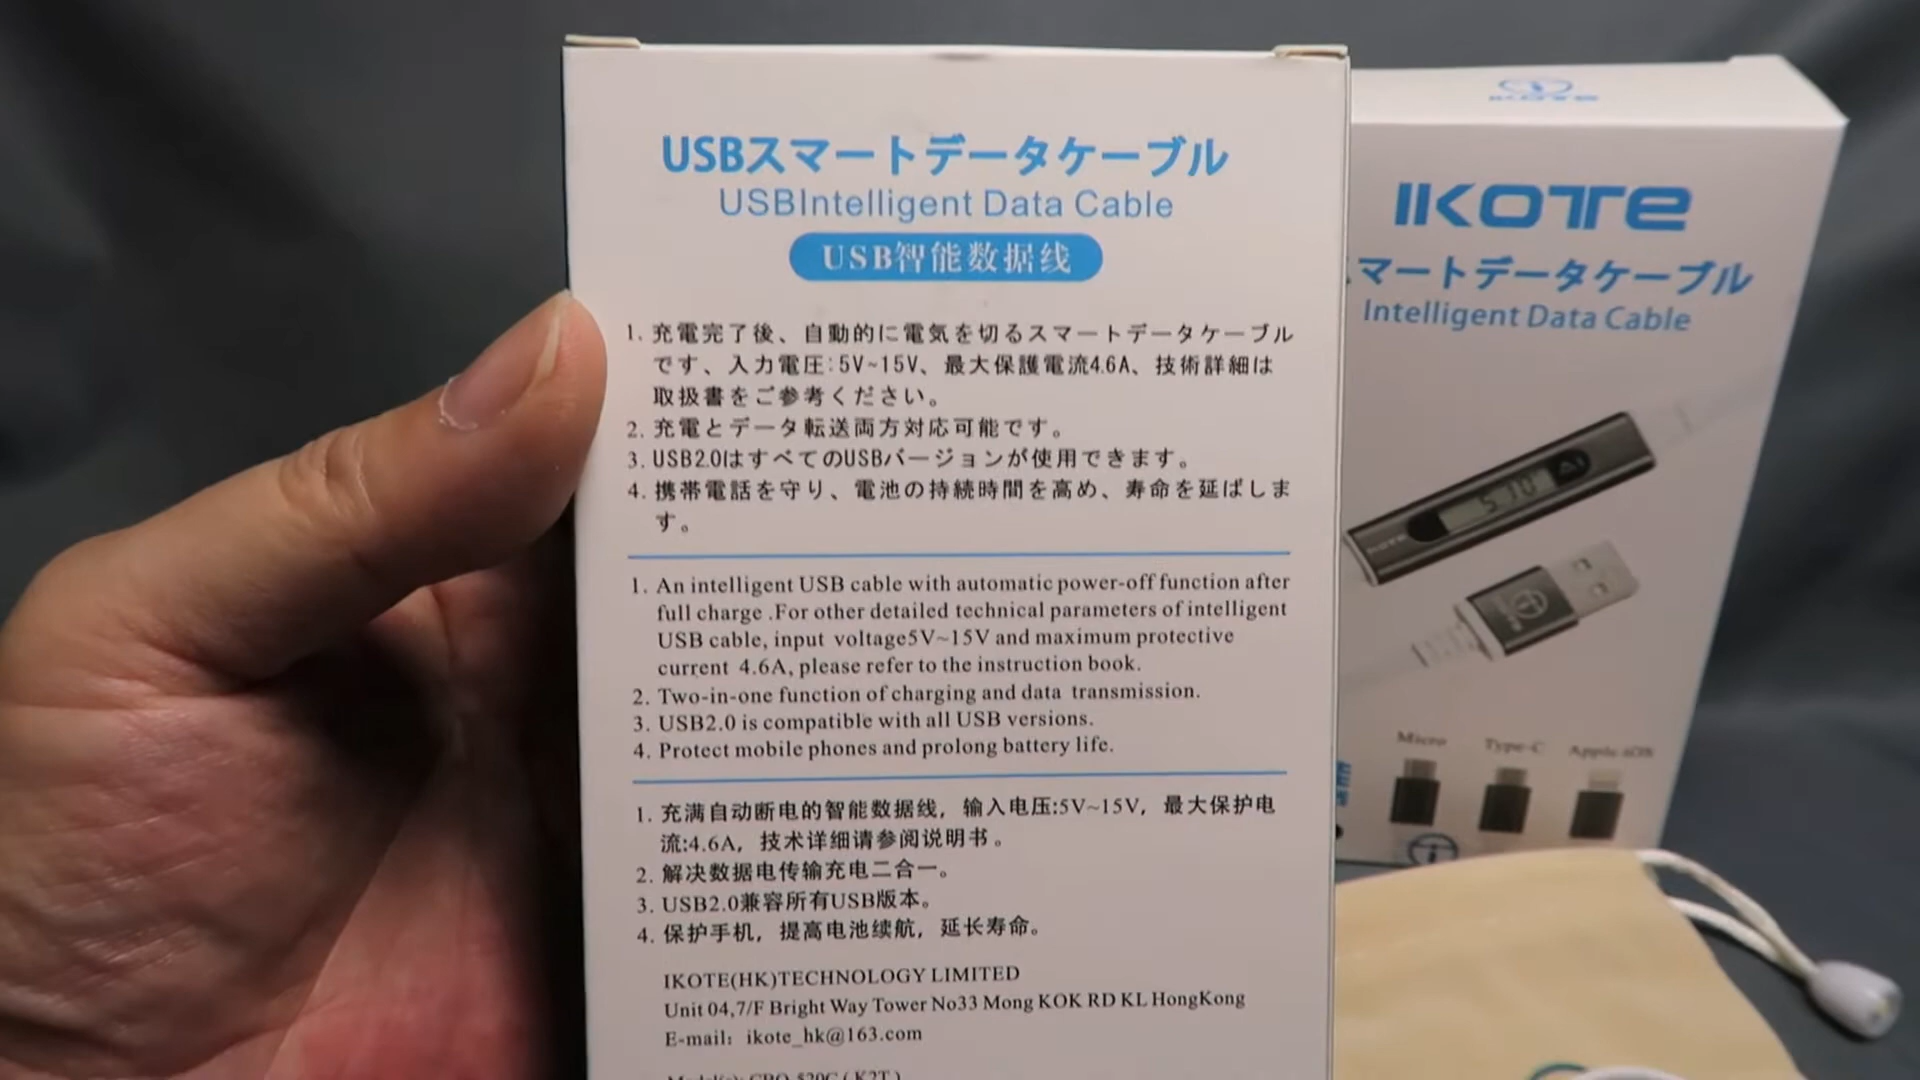 USBスマートデータケーブル
USBIntelligent Data Cable
USB智能数据线
1. 充電完了後、自動的に電気を切るスマートデータケーブル
です、入力電圧:5V~15V、最大保護電流4.6A、技術詳細は
取扱書をご参考ください。
2. 充電とデータ転送両方対応可能です。
3. USB2.0はすべてのUSBバージョンが使用できます。
4. 携帯電話を守り、電池の持続時間を高め、寿命を延ばしま
す。
1. An intelligent USB cable with automatic power-off function after
full charge .For other detailed technical parameters of intelligent
USB cable, input voltage5V~15V and maximum protective
current 4.6A, please refer to the instruction book.
2. Two-in-one function of charging and data transmission.
3. USB2.0 is compatible with all USB versions.
4. Protect mobile phones and prolong battery life.
1. 充满自动断电的智能数据线，输入电压:5V~15V，最大保护电
流:4.6A，技术详细请参阅说明书。
2. 解决数据电传输充电二合一。
3. USB2.0兼容所有USB版本。
4. 保护手机，提高电池续航，延长寿命。
IKOTE(HK)TECHNOLOGY LIMITED
Unit 04,7/F Bright Way Tower No33 Mong KOK RD KL HongKong
E-mail: ikote_hk@163.com
IKOTE
IKOTE
マートデータケーブル
Intelligent Data Cable
5.10
Micro
Type-C
Apple iOS